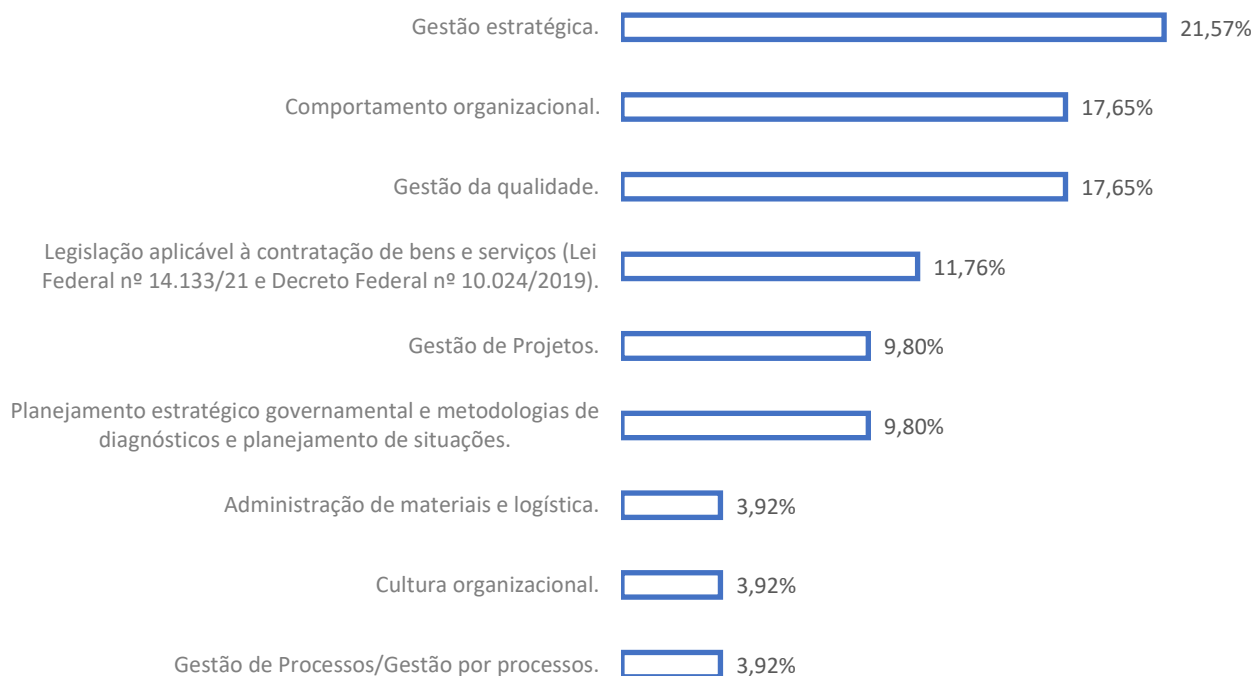 Gestão estratégica.
21,57%
Comportamento organizacional.
17,65%
Gestão da qualidade.
17,65%
Legislação aplicável à contratação de bens e serviços (Lei
Federal nº 14.133/21 e Decreto Federal nº 10.024/2019).
11,76%
Gestão de Projetos.
9,80%
Planejamento estratégico governamental e metodologias de
diagnósticos e planejamento de situações.
9,80%
Administração de materiais e logística.
3,92%
Cultura organizacional.
3,92%
Gestão de Processos/Gestão por processos.
3,92%